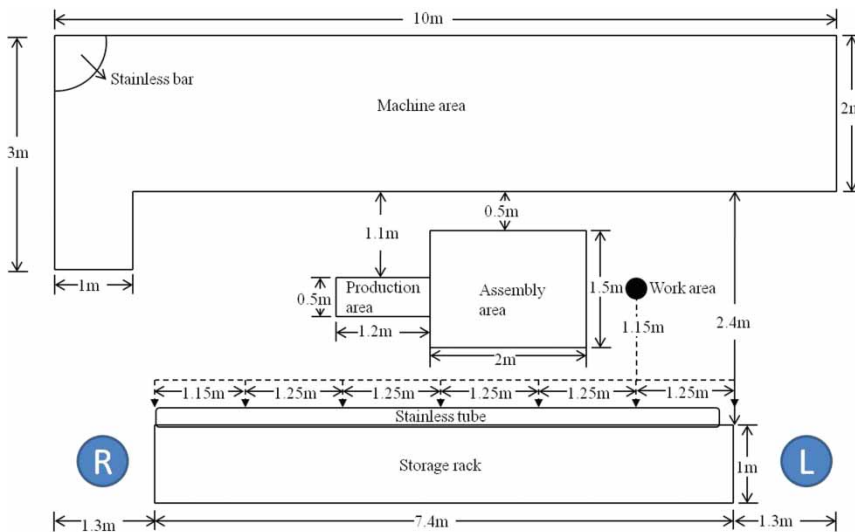 10m
Stainless bar
Machine area
2m
3m
0.5m
1.1m
1m
0.5m
Production
area
Assembly
area
1.5m
Work area
1.15m
2.4m
1.2m
2m
1.15m
1.25m
1.25m
1.25m
1.25m
1.25m
Stainless tube
R
Storage rack
1m
L
1.3m
7.4m
1.3m